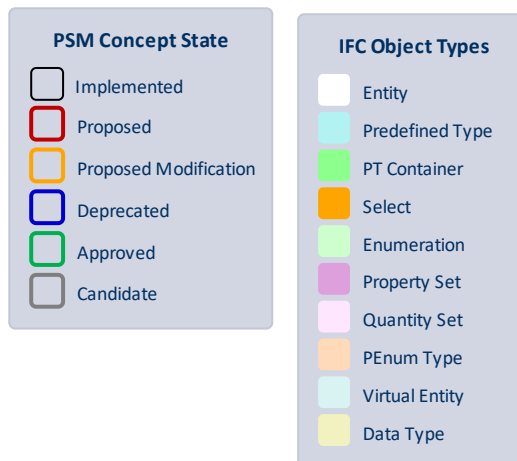 PSM Concept State
Implemented
Proposed
Proposed Modification
Deprecated
Approved
Candidate
IFC Object Types
Entity
Predefined Type
PT Container
Select
Enumeration
Property Set
Quantity Set
PEnum Type
Virtual Entity
Data Type